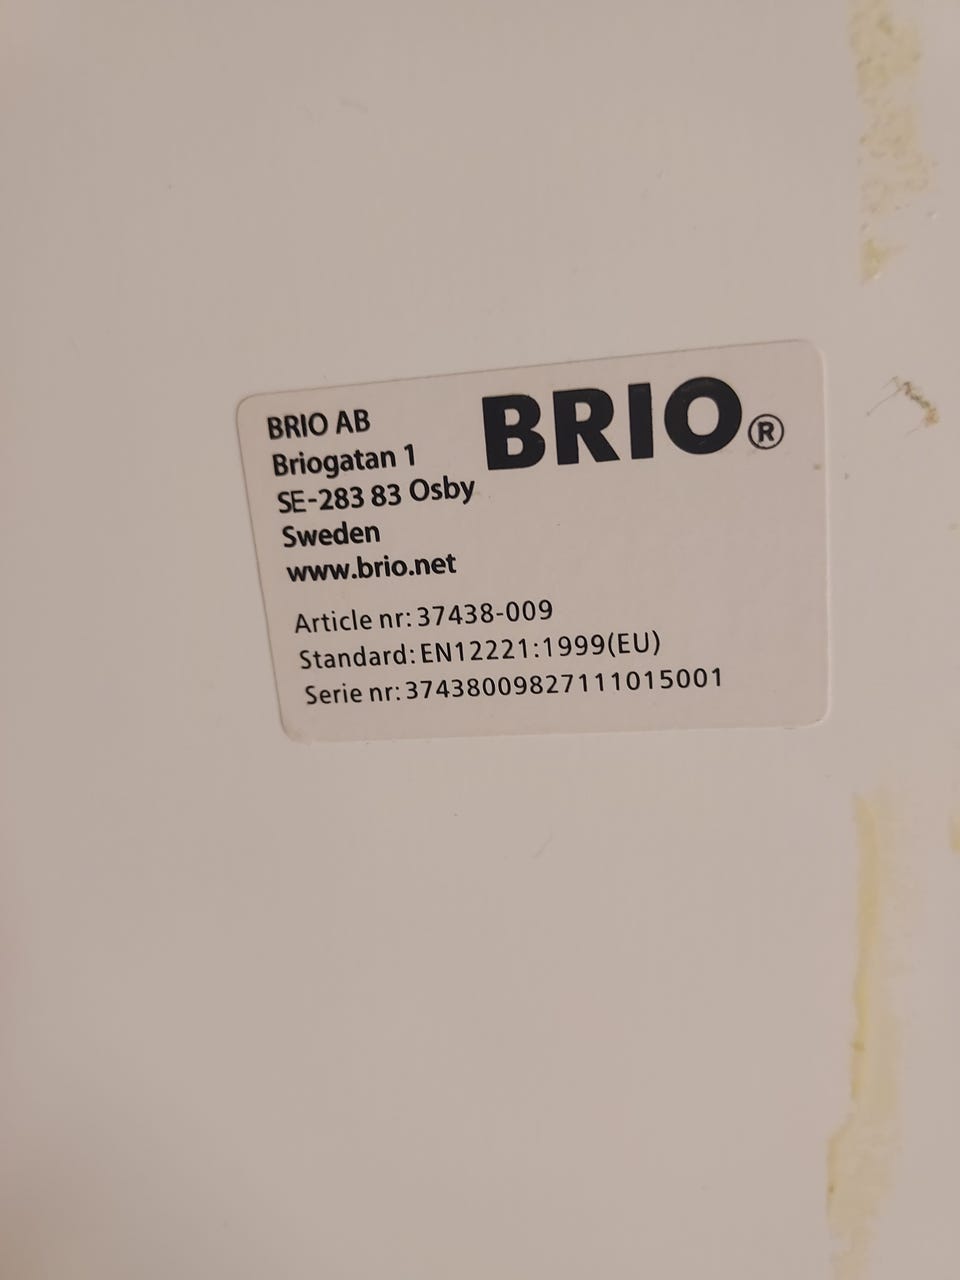 BRIO®
BRIO AB
Briogatan 1
SE-283 83 Osby
Sweden
www.brio.net
Article nr: 37438-009
Standard: EN12221:1999(EU)
Serie nr: 37438009827111015001